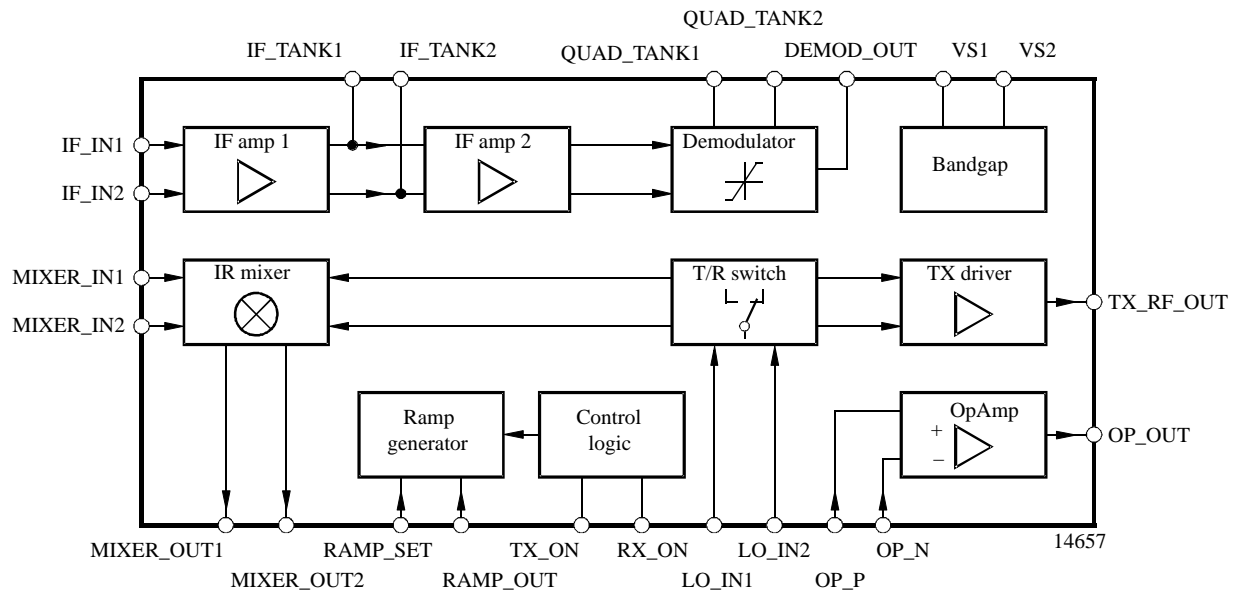 QUAD_TANK2
IF_TANK1
IF_TANK2
QUAD_TANK1
DEMOD_OUT
VS1
VS2
IF_IN1
IF_IN2
IF amp 1
IF amp 2
Demodulator
Bandgap
MIXER_IN1
MIXER_IN2
IR mixer
T/R switch
TX driver
TX_RF_OUT
Ramp
generator
Control
logic
OpAmp
+
−
OP_OUT
MIXER_OUT1
MIXER_OUT2
RAMP_SET
RAMP_OUT
TX_ON
RX_ON
LO_IN1
LO_IN2
OP_P
OP_N
14657